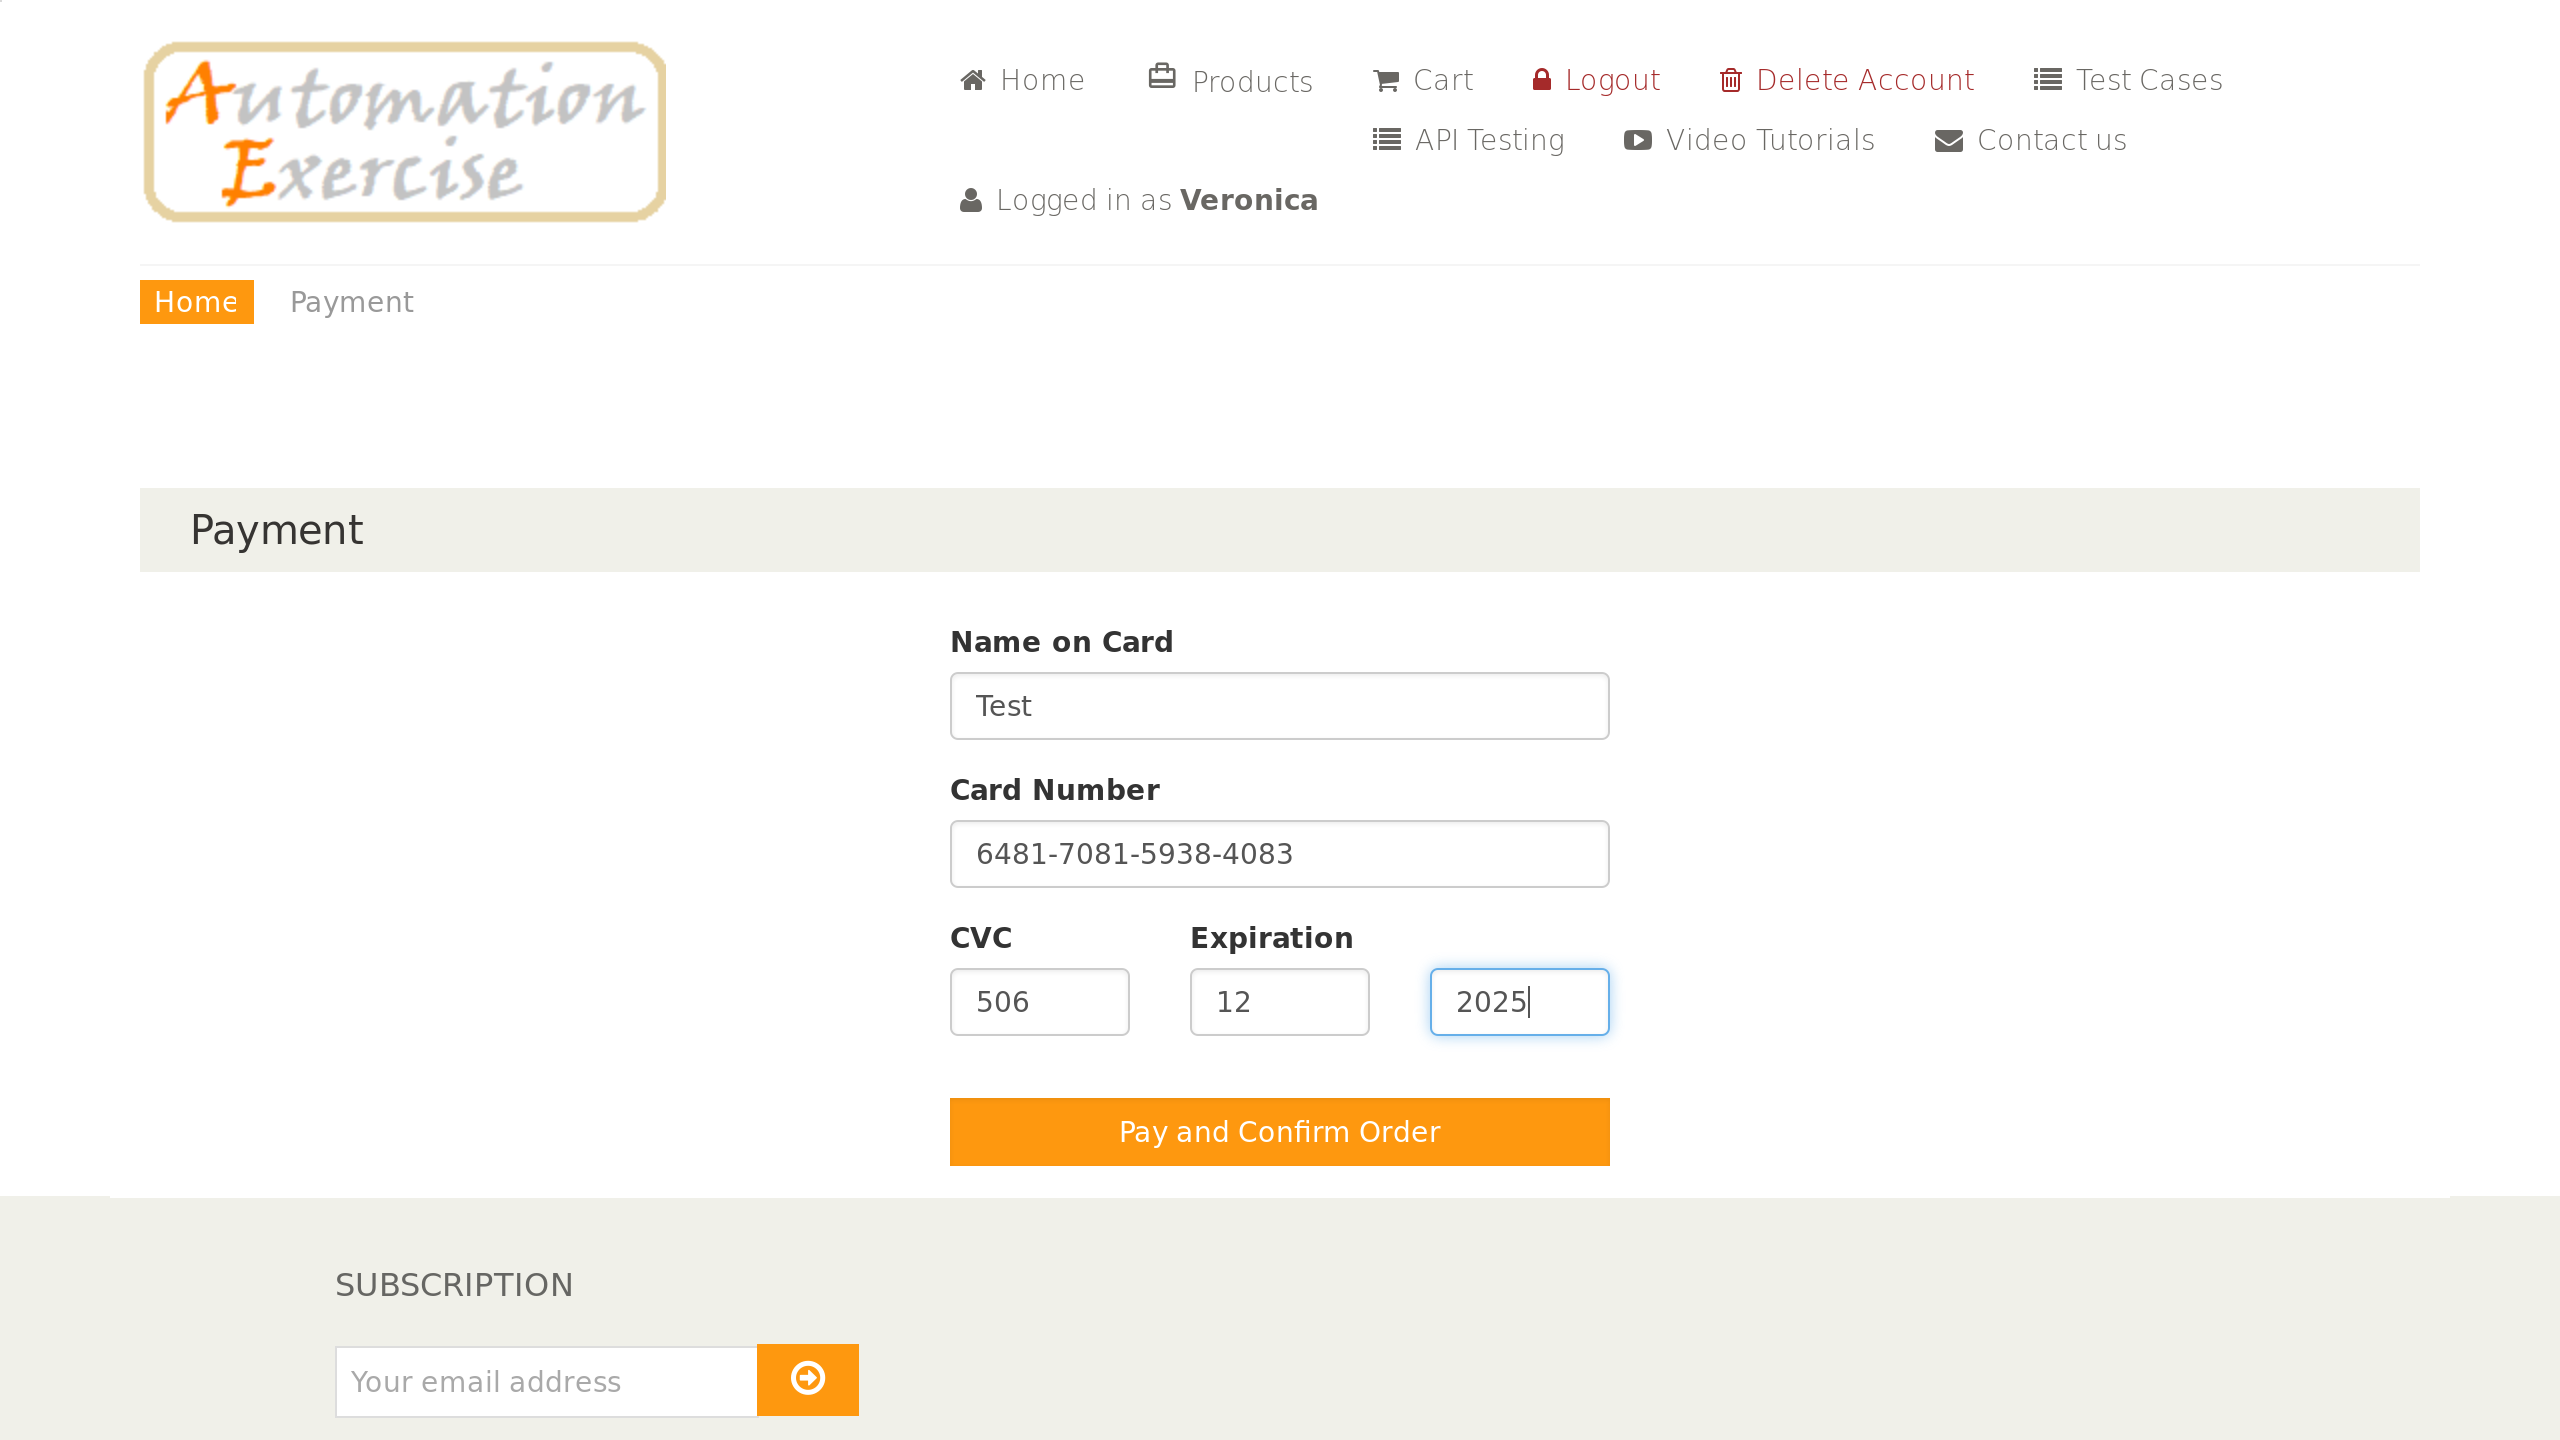 Automation
Exercise
Home Products Cart Logout Delete Account Test Cases
API Testing Video Tutorials Contact us
Logged in as Veronica
Home Payment
Payment
Name on Card
Test
Card Number
6481-7081-5938-4083
CVC Expiration
506 12 2025
Pay and Confirm Order
SUBSCRIPTION
Your email address